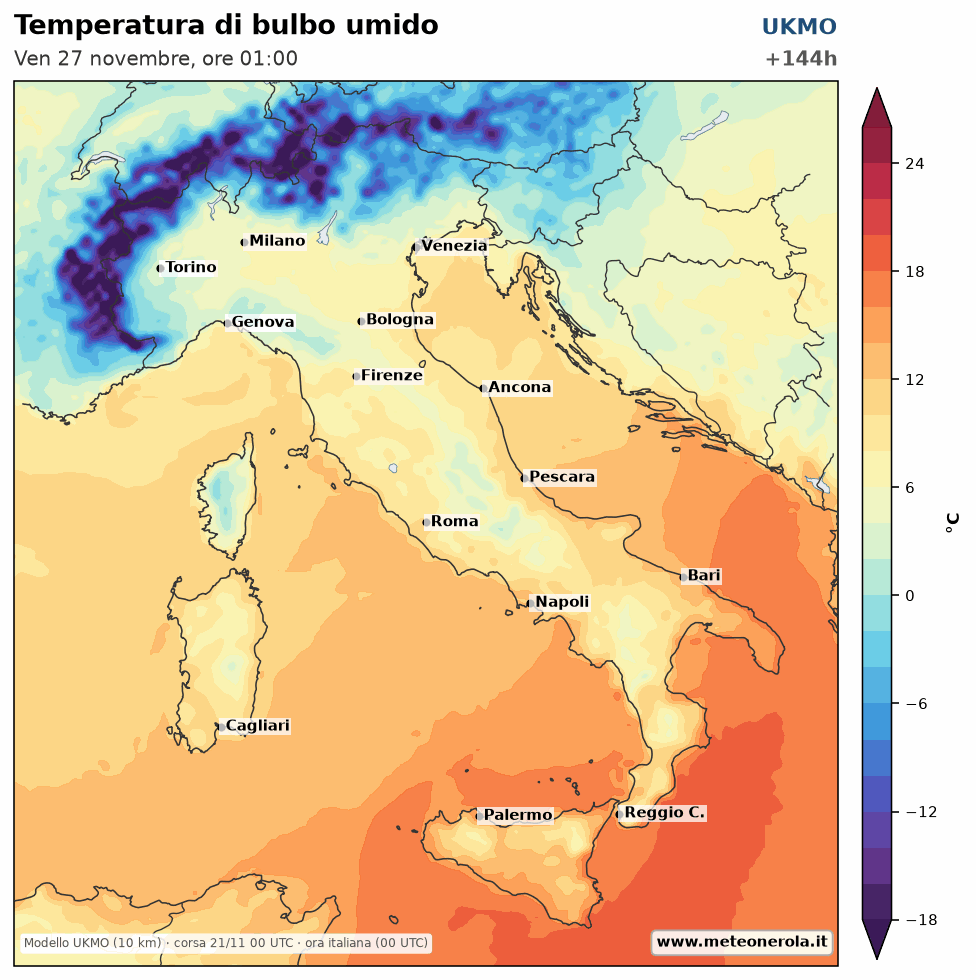 Temperatura di bulbo umido
UKMO
Ven 27 novembre, ore 01:00
+144h
Milano
Venezia
Torino
Genova
Bologna
Firenze
Ancona
Pescara
Roma
Bari
Napoli
Cagliari
Palermo
Reggio C.
24
18
12
6
0
−6
−12
−18
°C
Modello UKMO (10 km) · corsa 21/11 00 UTC · ora italiana (00 UTC)
www.meteonerola.it